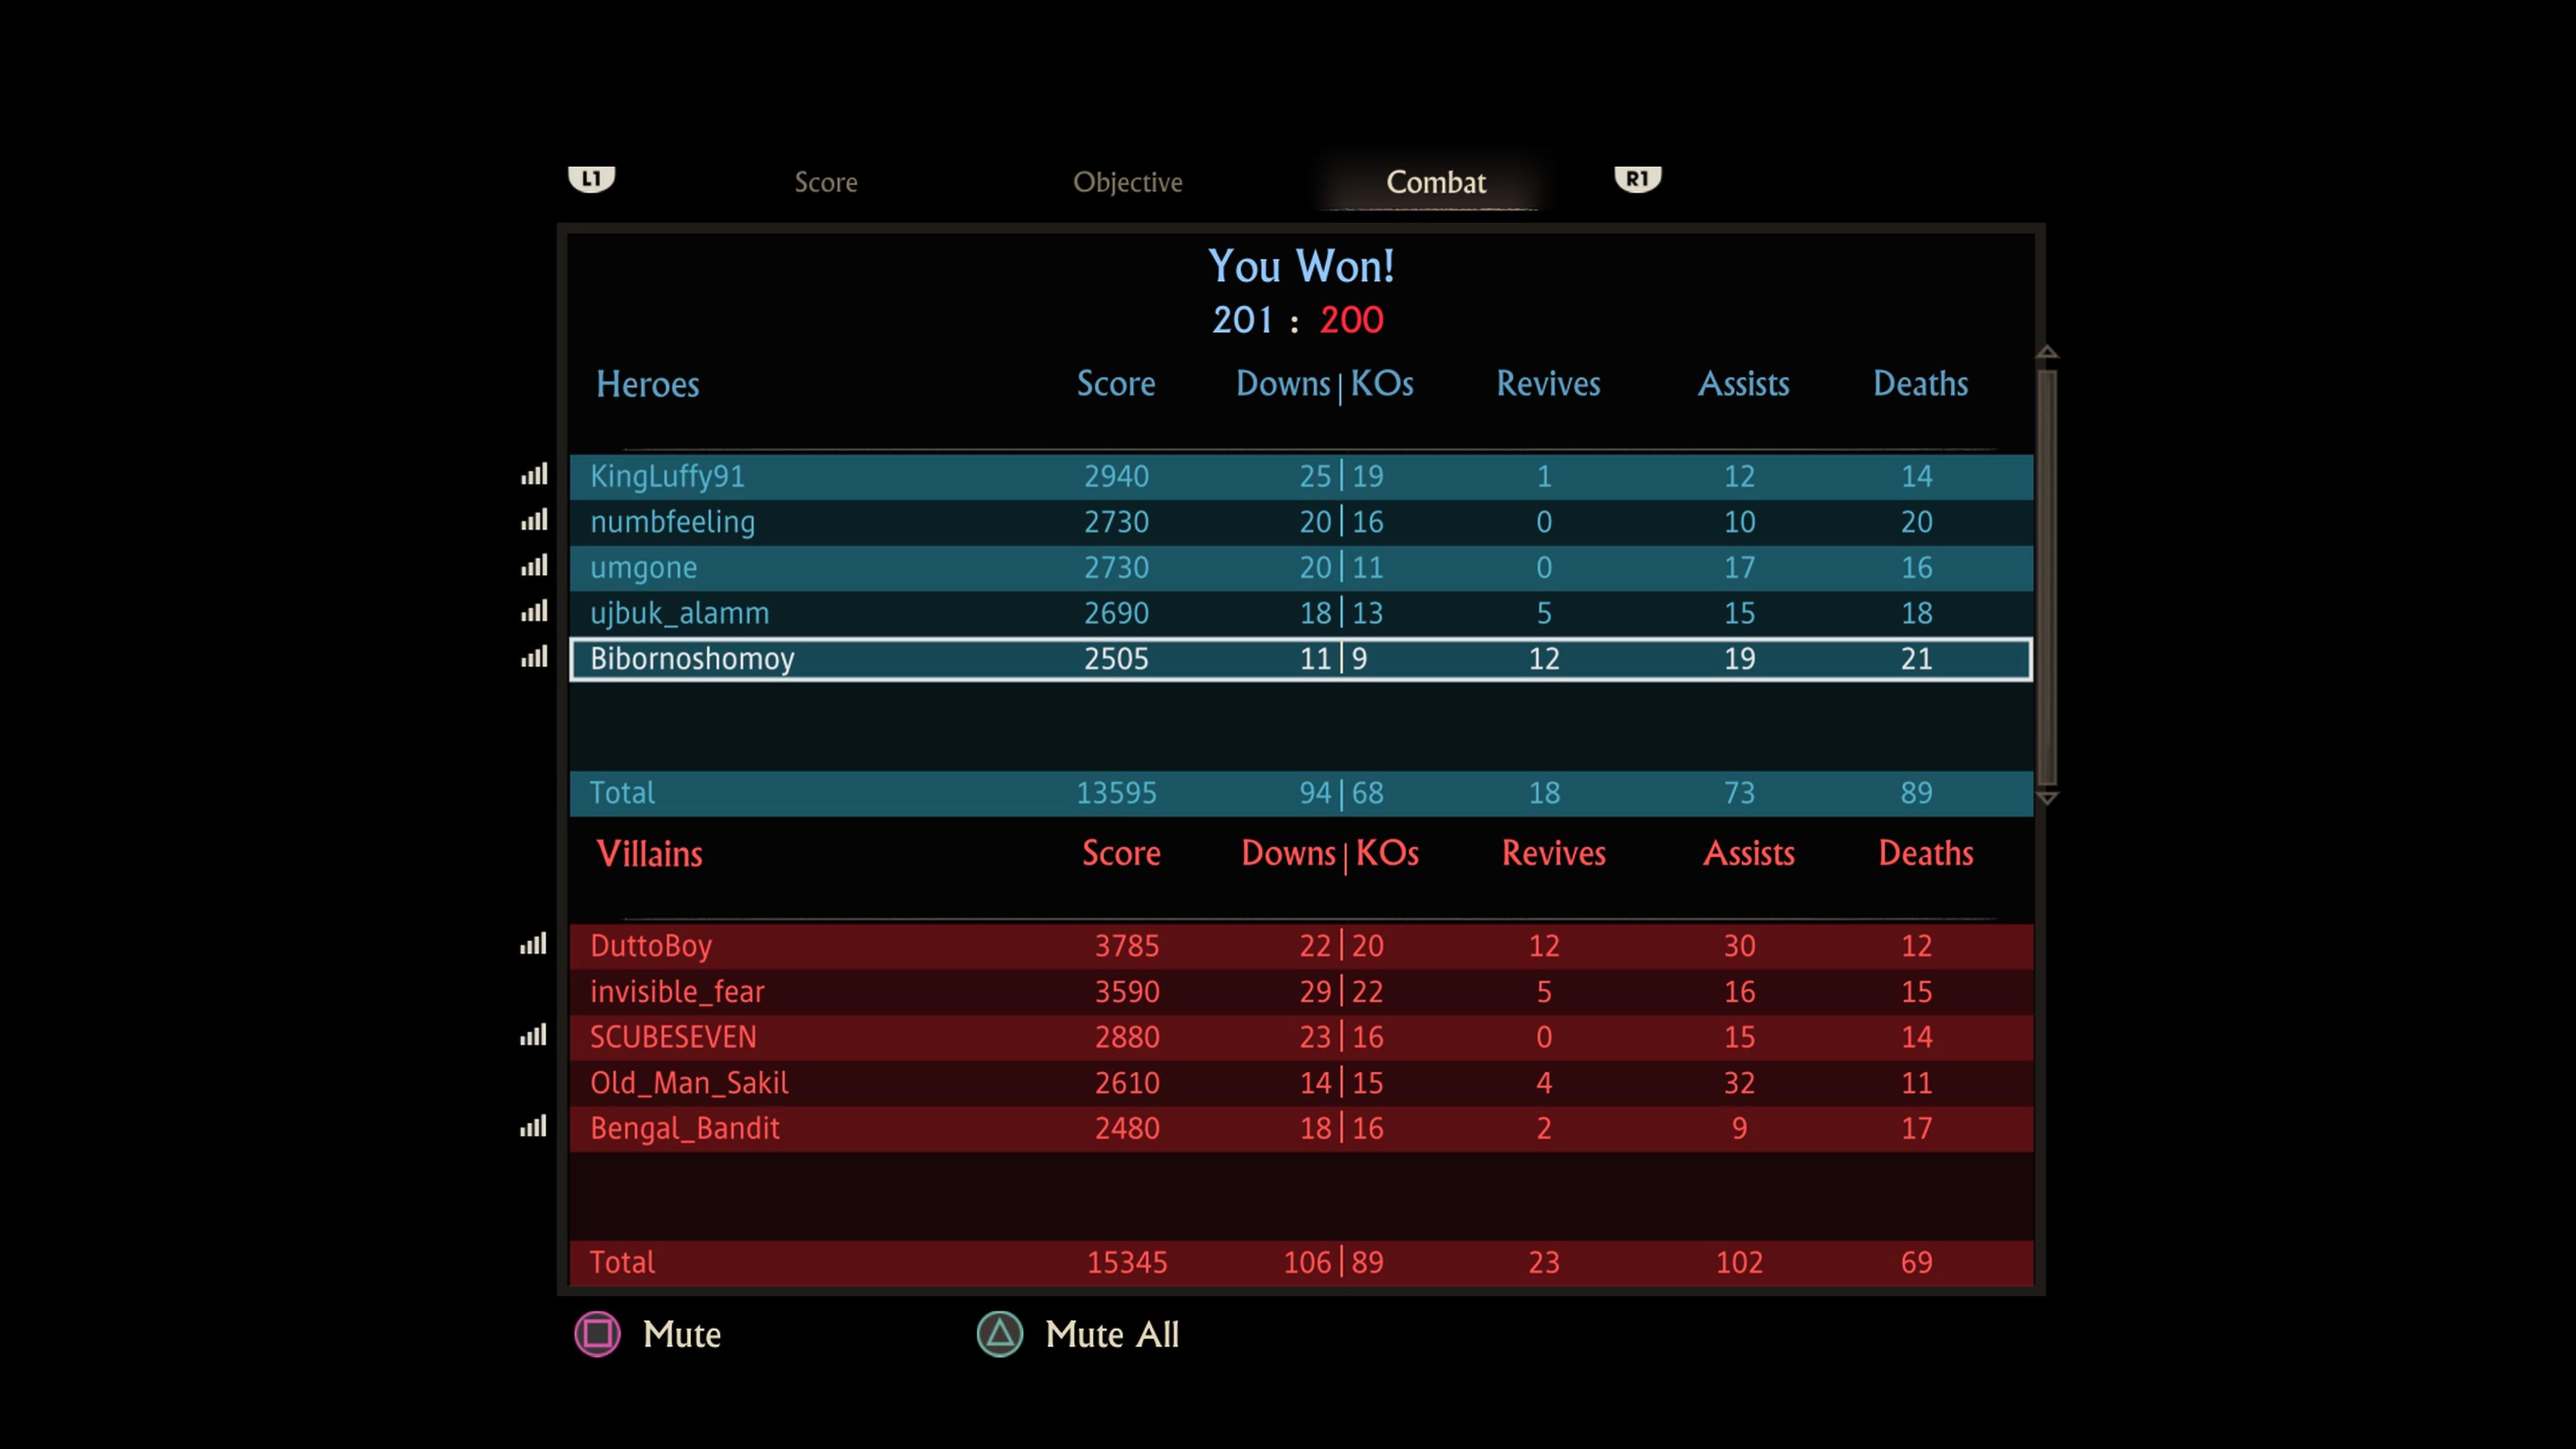 L1 Score Objective Combat R1
You Won!
201 : 200
Heroes Score Downs | KOs Revives Assists Deaths
KingLuffy91 2940 25 | 19 1 12 14
numbfeeling 2730 20 | 16 0 10 20
umgone 2730 20 | 11 0 17 16
ujbuk_alamm 2690 18 | 13 5 15 18
Bibornoshomoy 2505 11 | 9 12 19 21
Total 13595 94 | 68 18 73 89
Villains Score Downs | KOs Revives Assists Deaths
DuttoBoy 3785 22 | 20 12 30 12
invisible_fear 3590 29 | 22 5 16 15
SCUBESEVEN 2880 23 | 16 0 15 14
Old_Man_Sakil 2610 14 | 15 4 32 11
Bengal_Bandit 2480 18 | 16 2 9 17
Total 15345 106 | 89 23 102 69
Mute Mute All